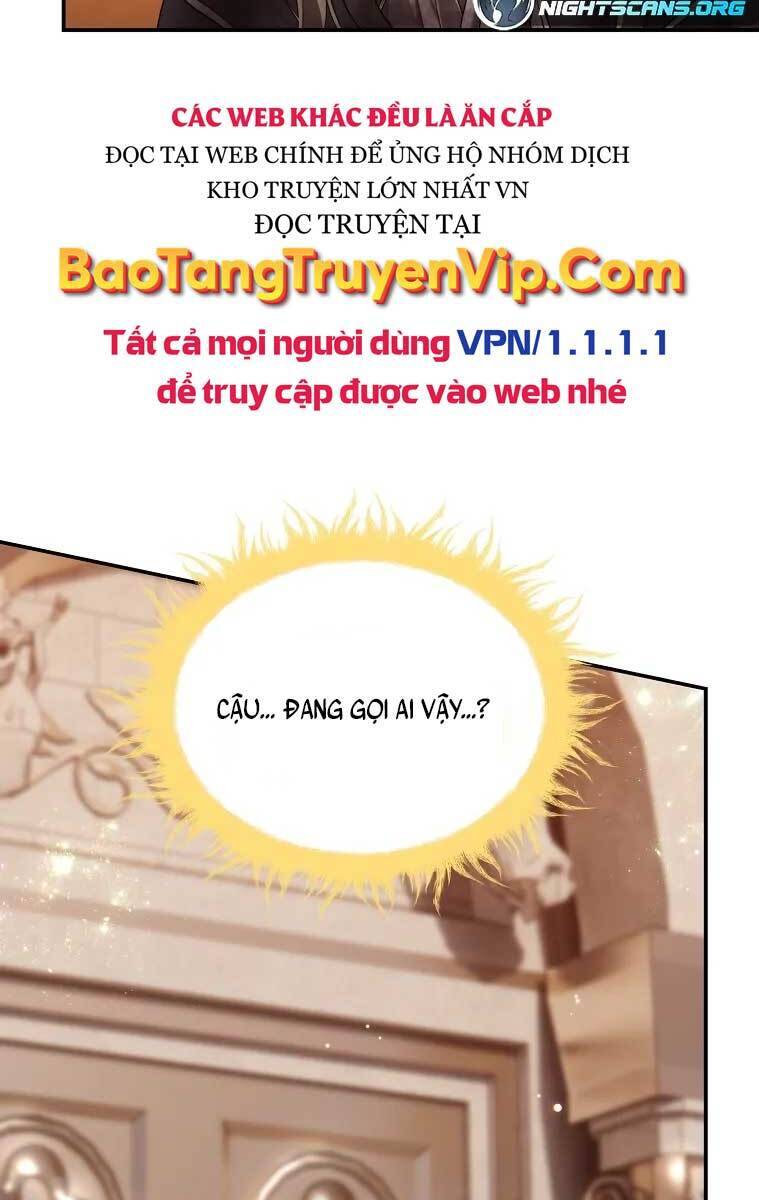 NIGHTSCANS.ORG
CÁC WEB KHÁC ĐỀU LÀ ĂN CẮP
ĐỌC TẠI WEB CHÍNH ĐỂ ỦNG HỘ NHÓM DỊCH
KHO TRUYỆN LỚN NHẤT VN
ĐỌC TRUYỆN TẠI
BaoTangTruyenVip.Com
Tất cả mọi người dùng VPN/1.1.1.1
để truy cập được vào web nhé
CẬU... ĐANG GỌI AI VẬY...?